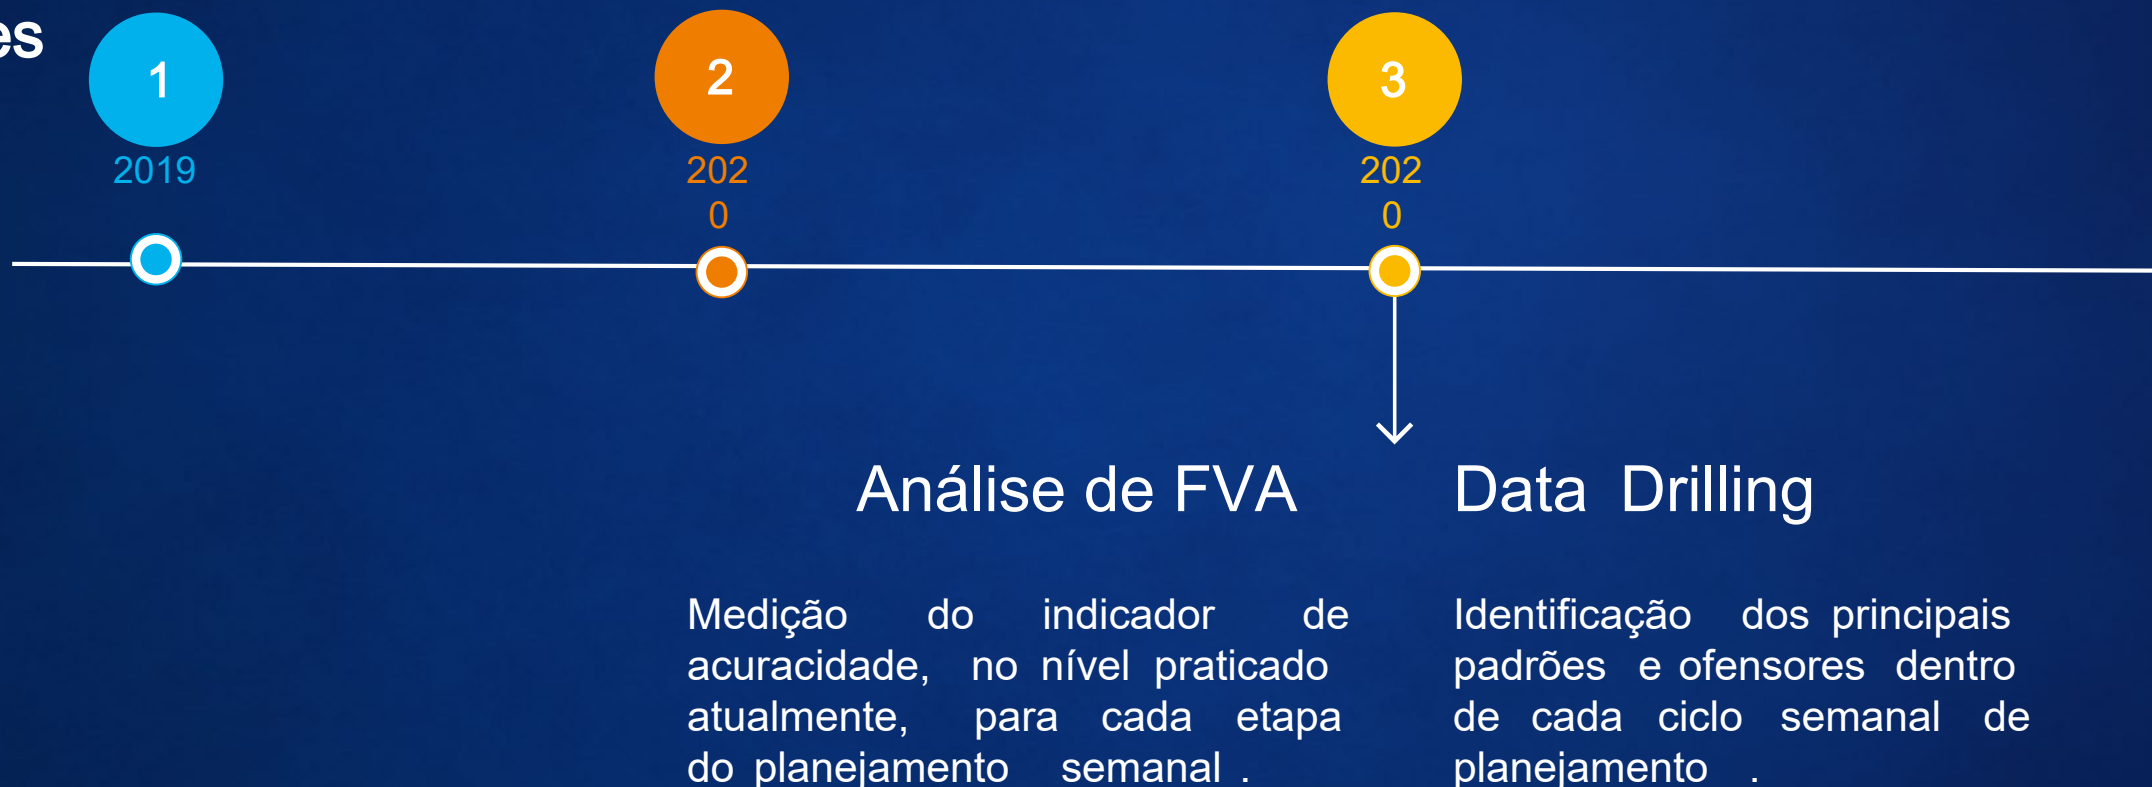 es
1
2
3
2019
202
0
202
0
Análise de FVA
Data Drilling
Medição do indicador de
acuracidade, no nível praticado
atualmente, para cada etapa
do planejamento semanal .
Identificação dos principais
padrões e ofensores dentro
de cada ciclo semanal de
planejamento .